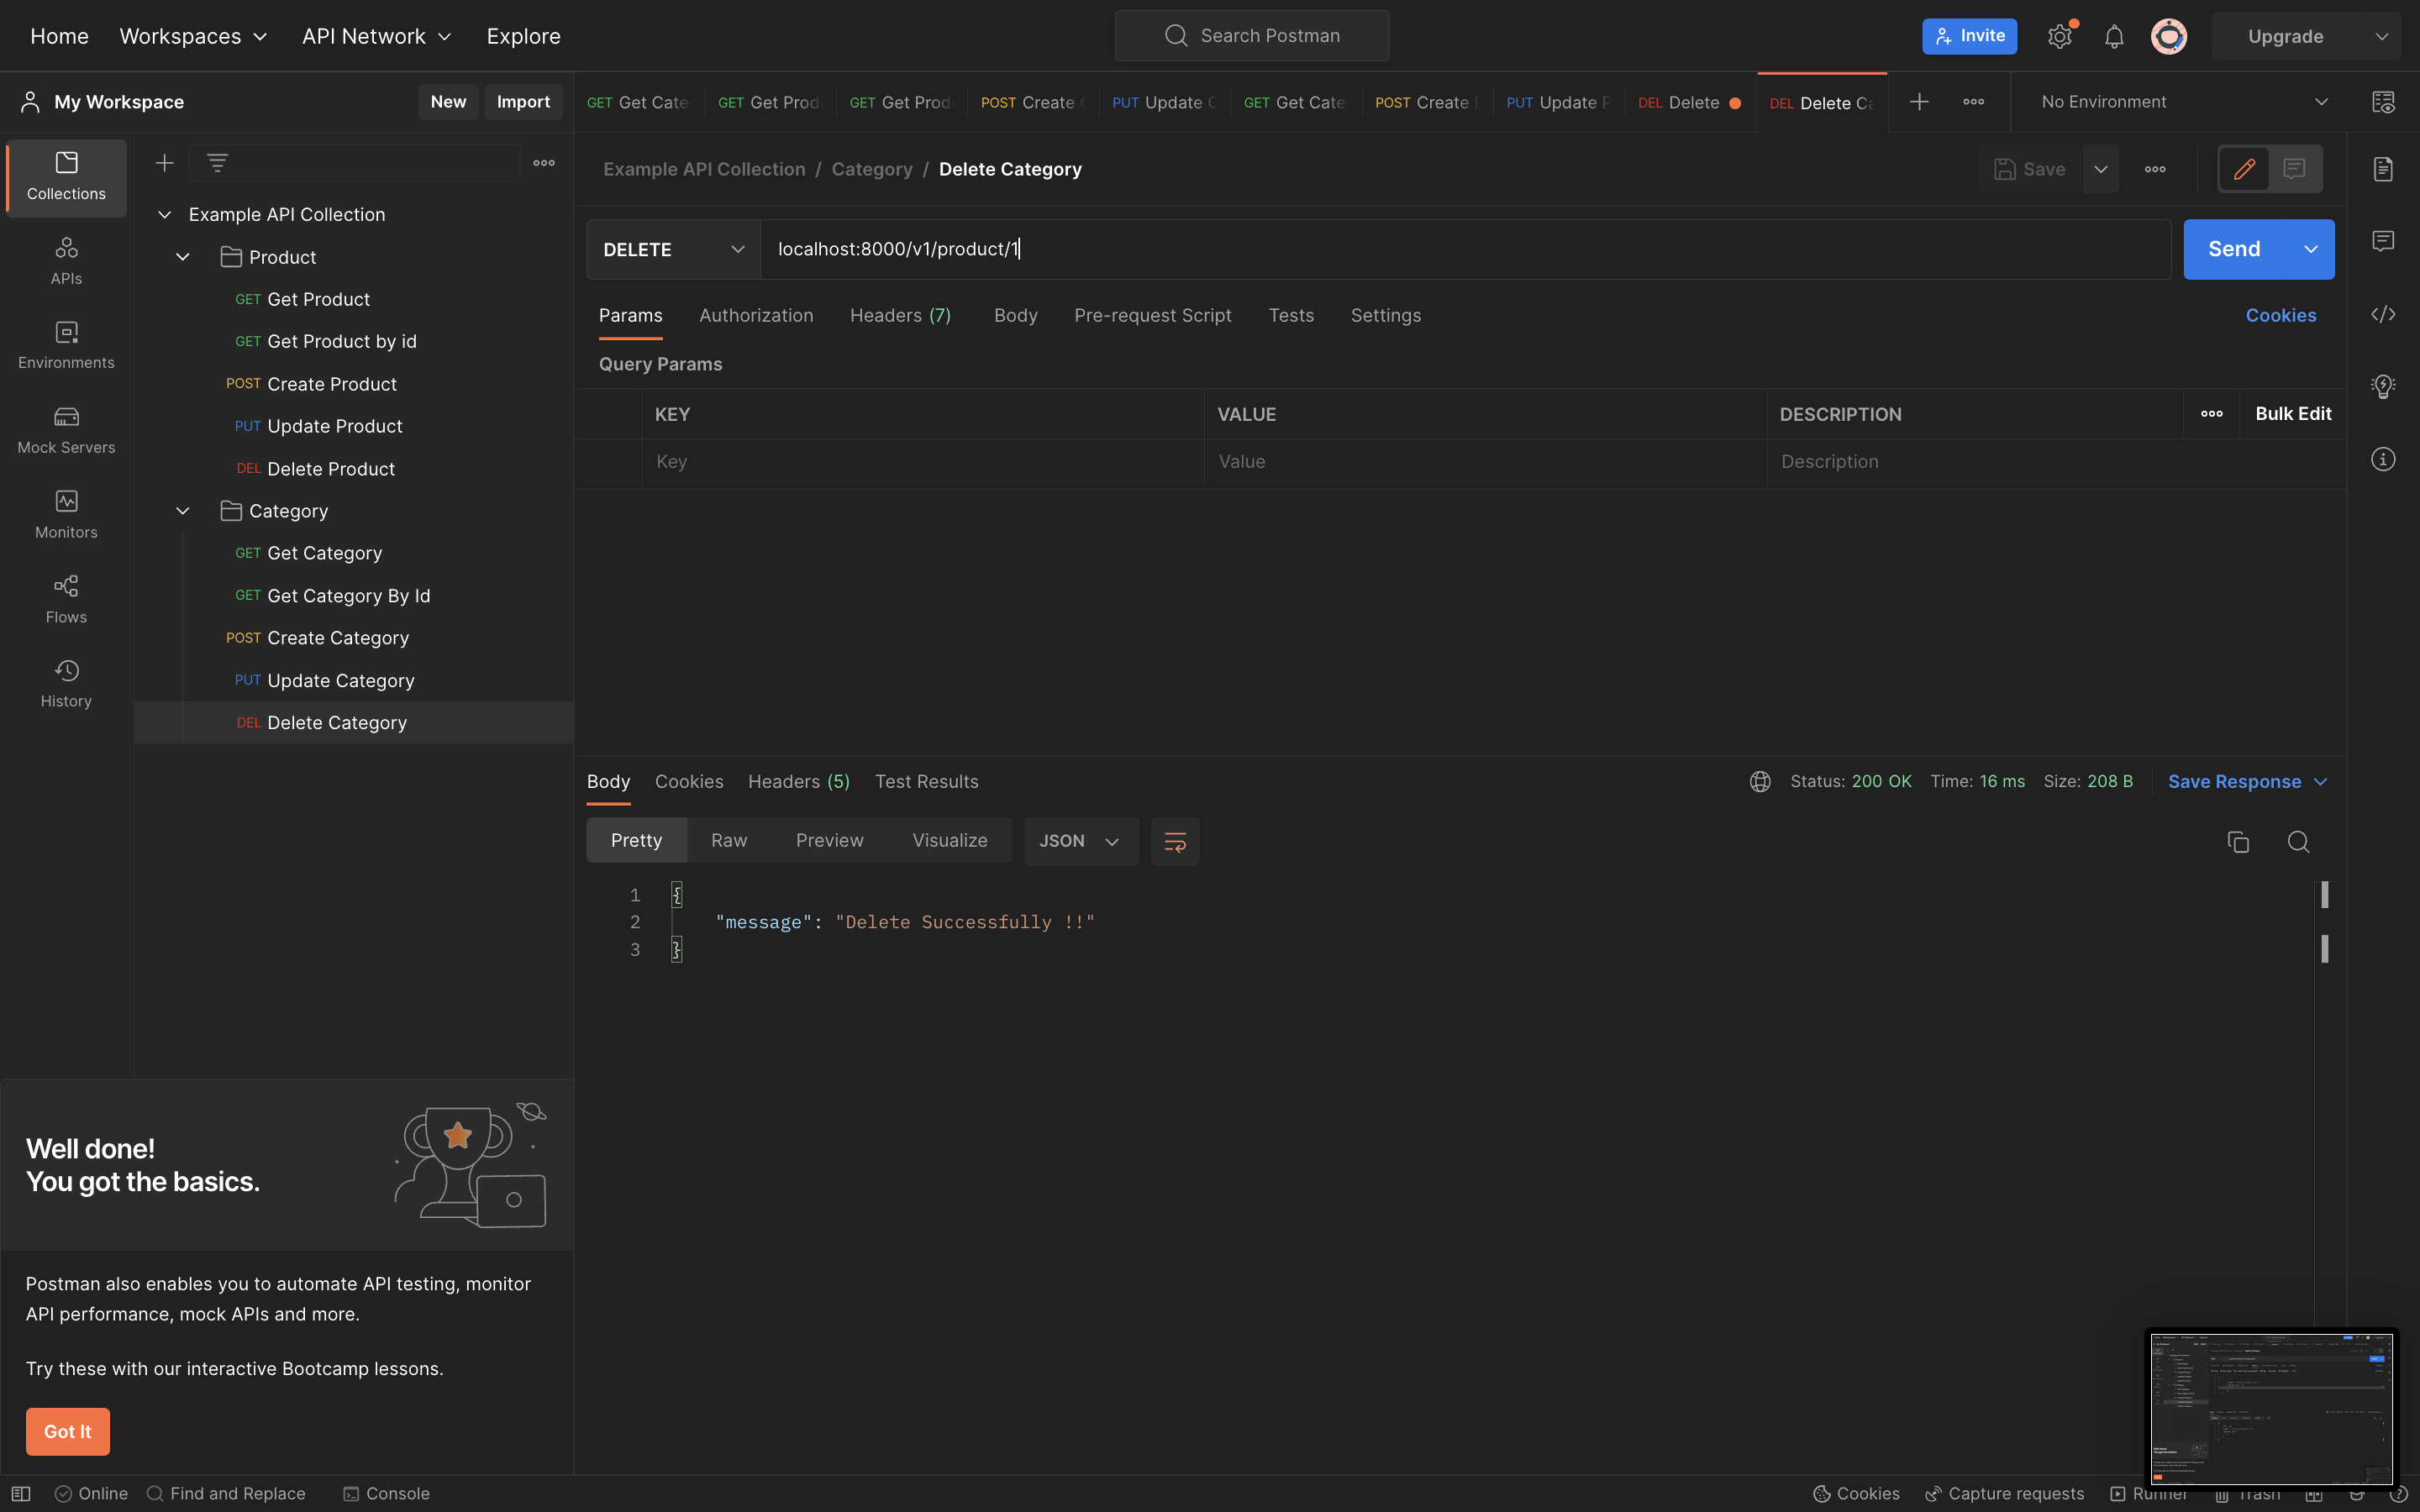 Home Workspaces API Network Explore Search Postman Invite Upgrade
My Workspace New Import
GET Get Cate GET Get Prod GET Get Prod POST Create PUT Update GET Get Cate POST Create PUT Update DEL Delete DEL Delete Ca No Environment
Collections
APIs
Environments
Mock Servers
Monitors
Flows
History
Example API Collection
Product
GET Get Product
GET Get Product by id
POST Create Product
PUT Update Product
DEL Delete Product
Category
GET Get Category
GET Get Category By Id
POST Create Category
PUT Update Category
DEL Delete Category
Well done!
You got the basics.
Postman also enables you to automate API testing, monitor
API performance, mock APIs and more.
Try these with our interactive Bootcamp lessons.
Got It
Example API Collection / Category / Delete Category Save
DELETE localhost:8000/v1/product/1 Send
Params Authorization Headers (7) Body Pre-request Script Tests Settings Cookies
Query Params
KEY VALUE DESCRIPTION Bulk Edit
Key Value Description
Body Cookies Headers (5) Test Results Status: 200 OK Time: 16 ms Size: 208 B Save Response
Pretty Raw Preview Visualize JSON
1 {
2 "message": "Delete Successfully !!"
3 }
Online Find and Replace Console Cookies Capture requests Runner Trash